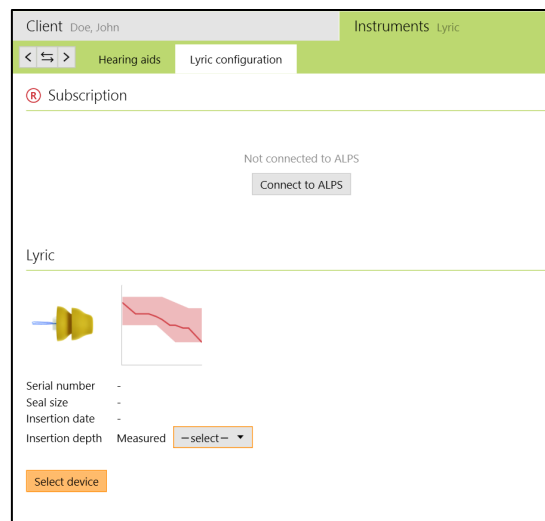 Client Doe, John
Instruments Lyric
Hearing aids
Lyric configuration
R Subscription
Not connected to ALPS
Connect to ALPS
Lyric
Serial number -
Seal size -
Insertion date -
Insertion depth Measured —select—
Select device